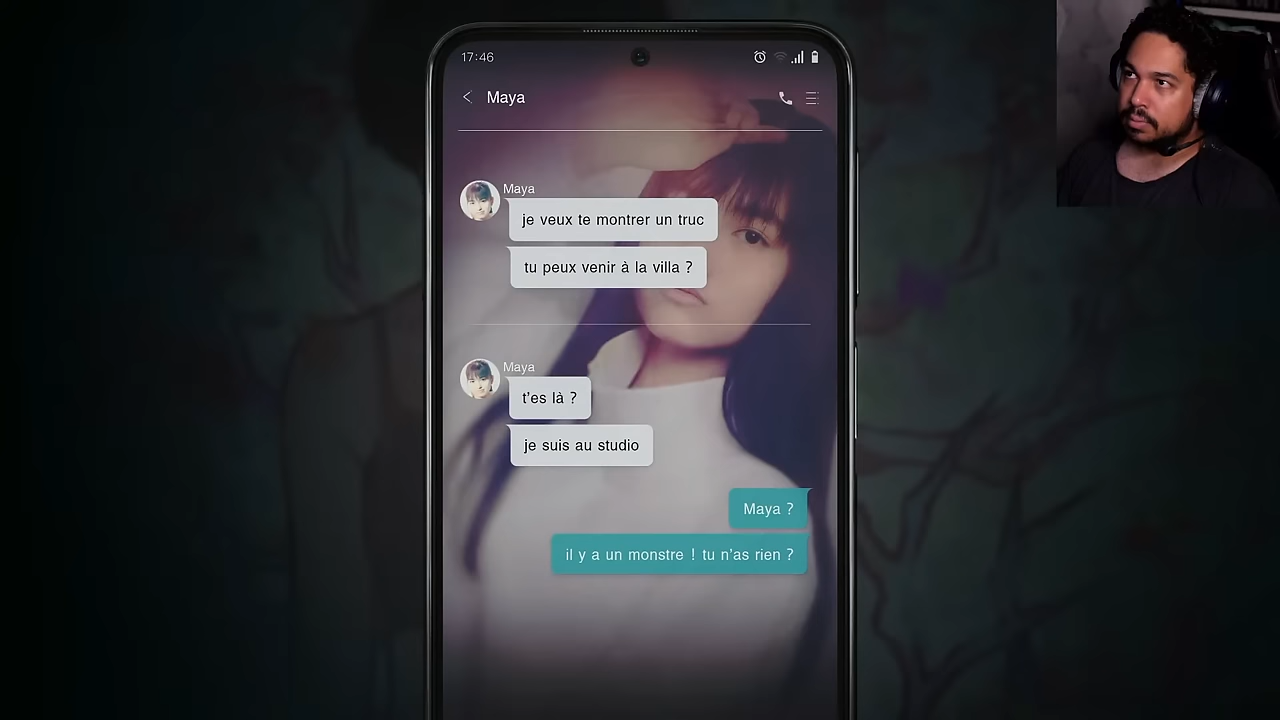 17:46
Maya
Maya
je veux te montrer un truc
tu peux venir à la villa ?
Maya
t'es là ?
je suis au studio
Maya ?
il y a un monstre ! tu n'as rien ?